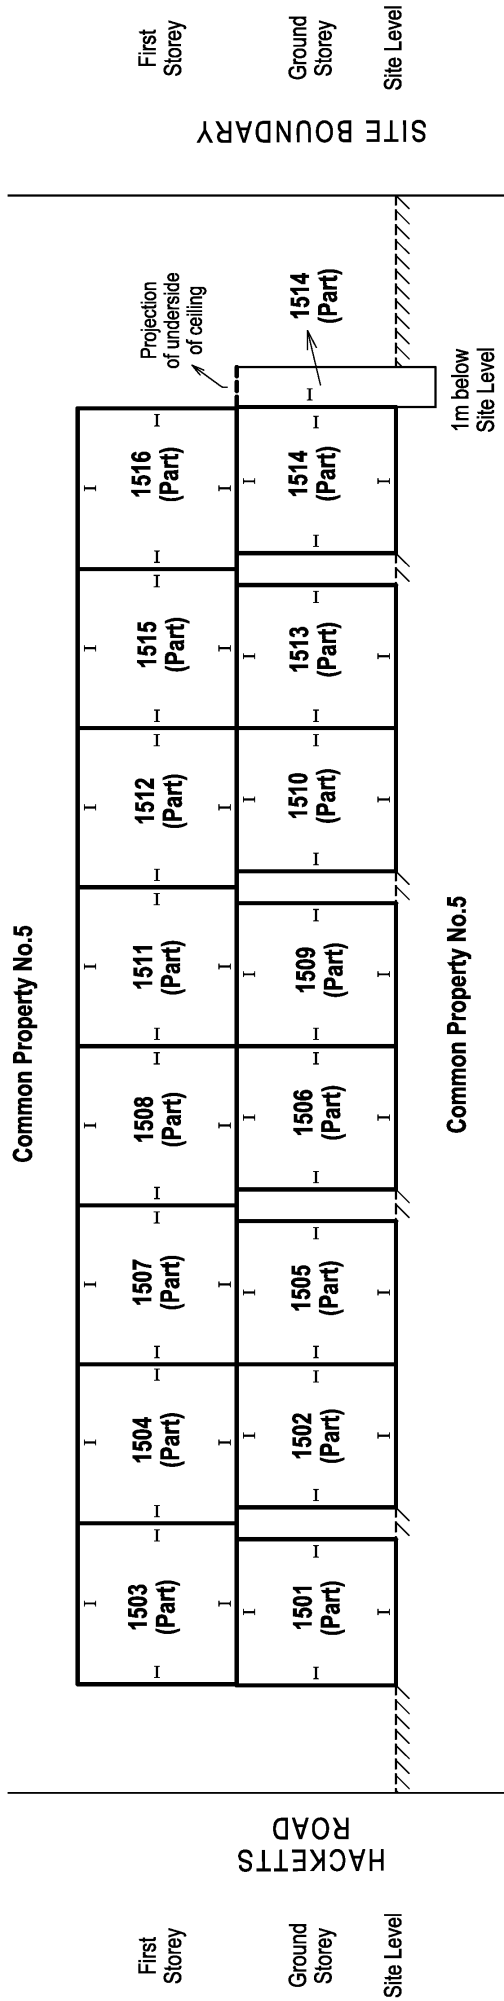 Common Property No.5
First
Storey
1503
(Part)
1504
(Part)
1507
(Part)
1508
(Part)
1511
(Part)
1512
(Part)
1515
(Part)
1516
(Part)
Projection
of underside
of ceiling
First
Storey
HACKETTS
ROAD
Ground
Storey
1501
(Part)
1502
(Part)
1505
(Part)
1506
(Part)
1509
(Part)
1510
(Part)
1513
(Part)
1514
(Part)
1514
(Part)
SITE BOUNDARY
Ground
Storey
Site Level
Site Level
1m below
Site Level
Common Property No.5